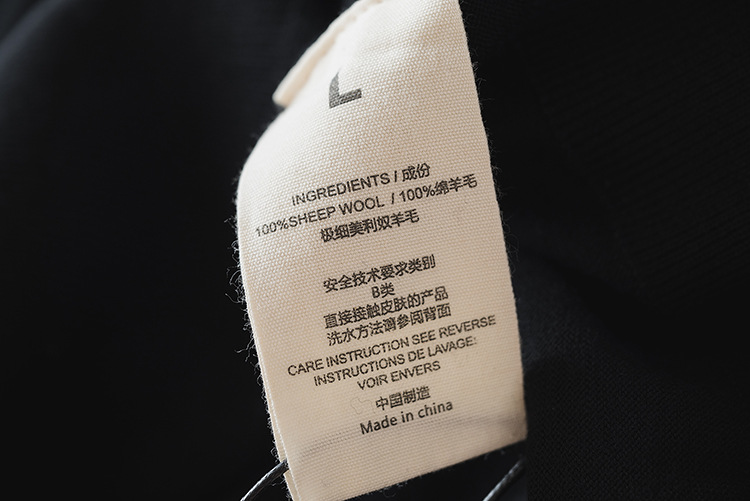 L
INGREDIENTS / 成份
100%SHEEP WOOL / 100%绵羊毛
极细美利奴羊毛
安全技术要求类别
B类
直接接触皮肤的产品
洗水方法请参阅背面
CARE INSTRUCTION SEE REVERSE
INSTRUCTIONS DE LAVAGE:
VOIR ENVERS
中国制造
Made in china